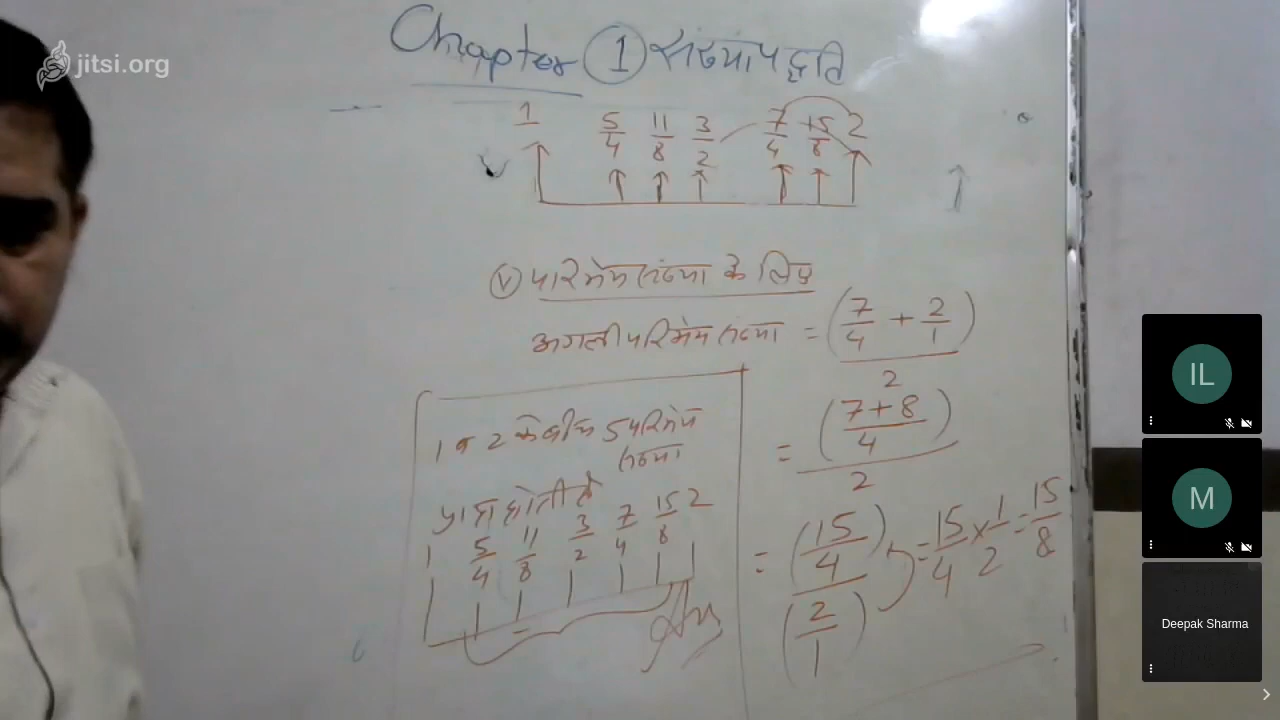 jitsi.org
Chapter 1 संख्या पद्धति
1 5/4 11/8 3/2 7/4 15/8 2
(v) परिमेय संख्या के लिए
अगली परिमेय संख्या = (7/4 + 2/1)/2
= ((7+8)/4)/2
= (15/4)/(2/1) = 15/4 × 1/2 = 15/8
1 व 2 के बीच 5 परिमेय
संख्या
प्राप्त होती है
1 5/4 11/8 3/2 7/4 15/8 2
Ans
IL
M
Deepak Sharma